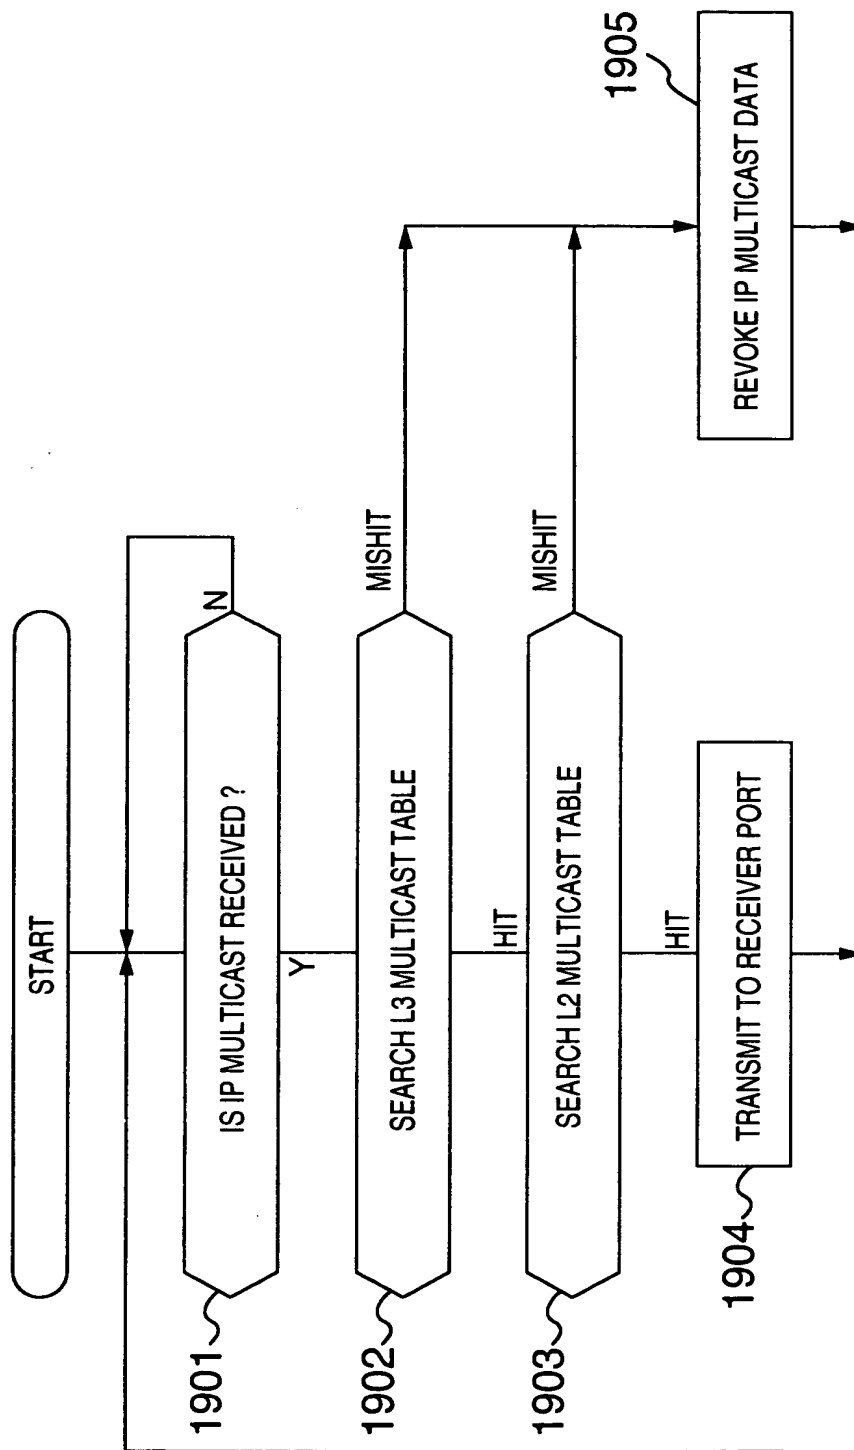 START
IS IP MULTICAST RECEIVED ?
N
1901
Y
SEARCH L3 MULTICAST TABLE
MISHIT
1902
HIT
SEARCH L2 MULTICAST TABLE
MISHIT
1903
HIT
TRANSMIT TO RECEIVER PORT
1904
REVOKE IP MULTICAST DATA
1905